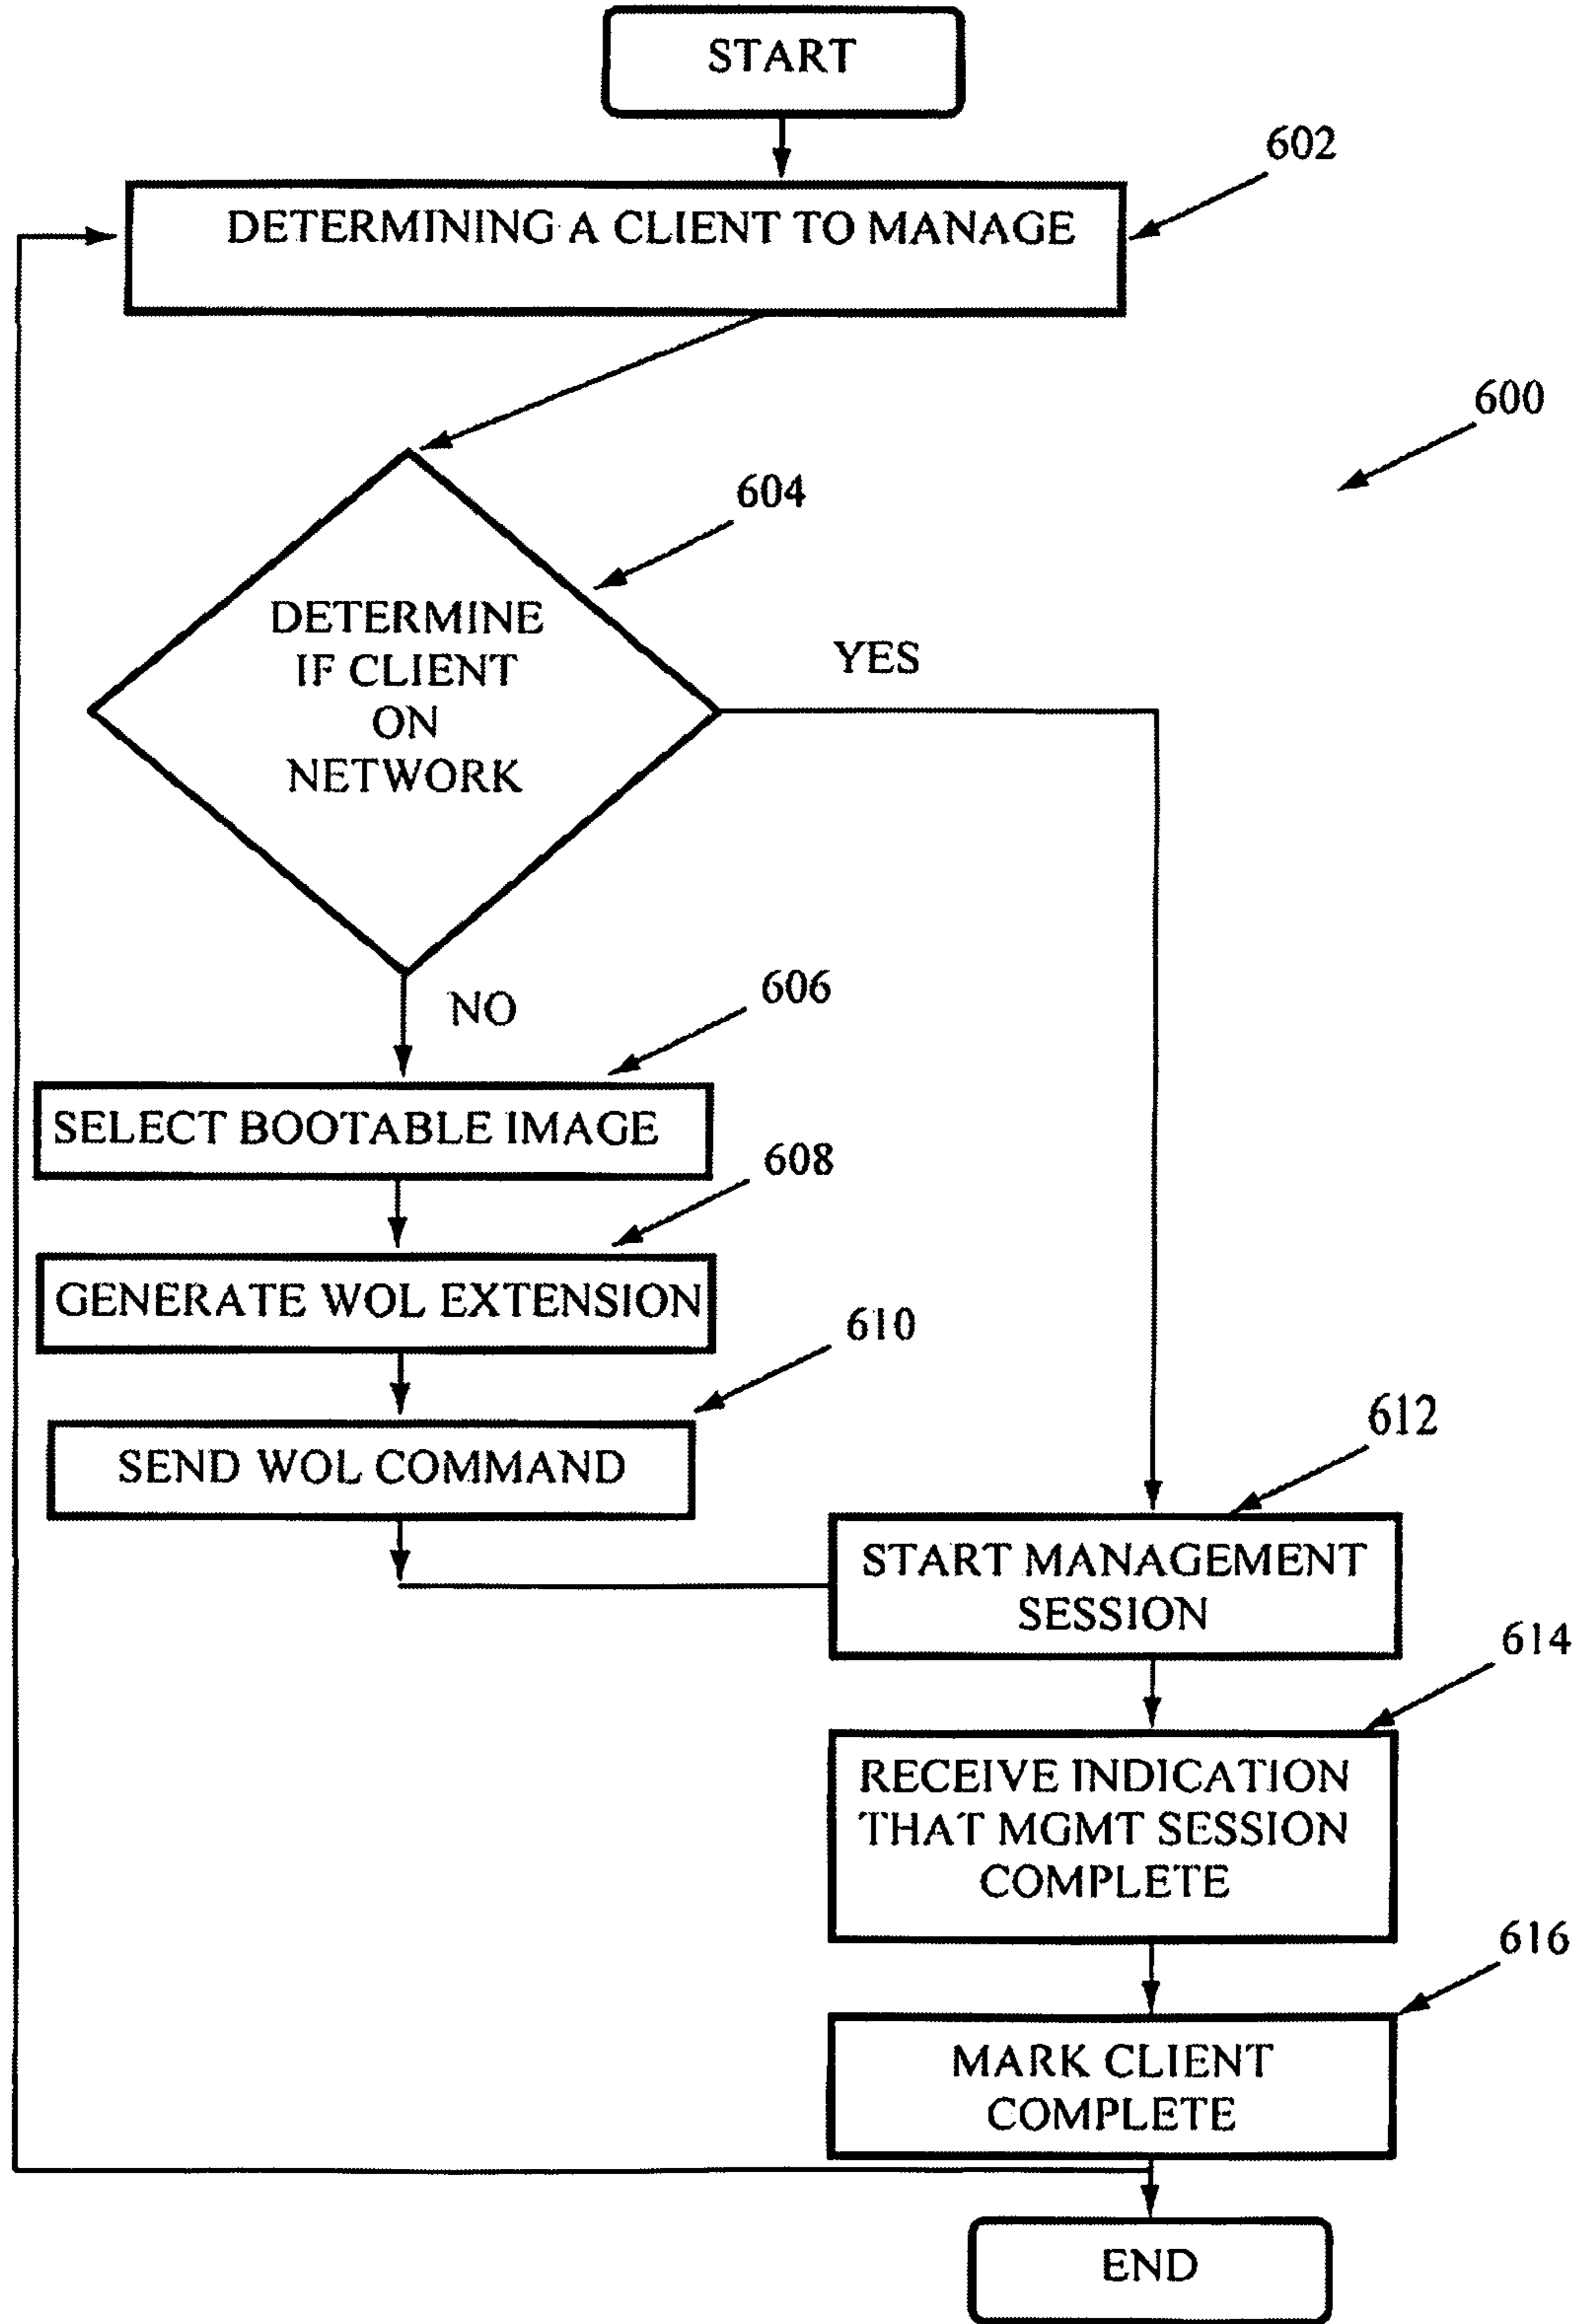 START
602
DETERMINING A CLIENT TO MANAGE
600
604
DETERMINE
IF CLIENT
ON
NETWORK
YES
NO
606
SELECT BOOTABLE IMAGE
608
GENERATE WOL EXTENSION
610
SEND WOL COMMAND
612
START MANAGEMENT
SESSION
614
RECEIVE INDICATION
THAT MGMT SESSION
COMPLETE
616
MARK CLIENT
COMPLETE
END